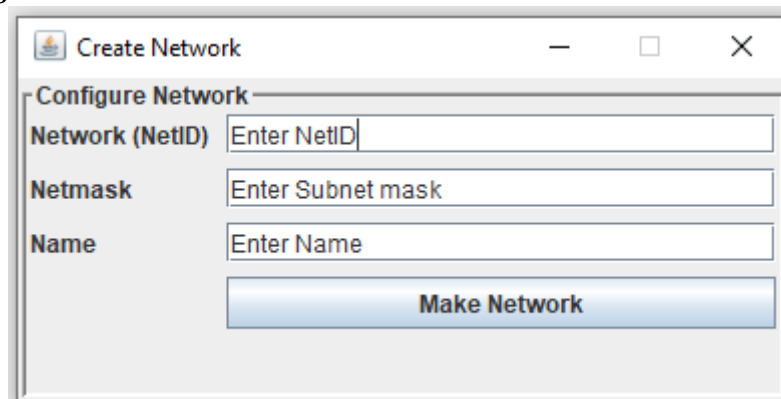 Create Network
Configure Network
Network (NetID) Enter NetID
Netmask Enter Subnet mask
Name Enter Name
Make Network